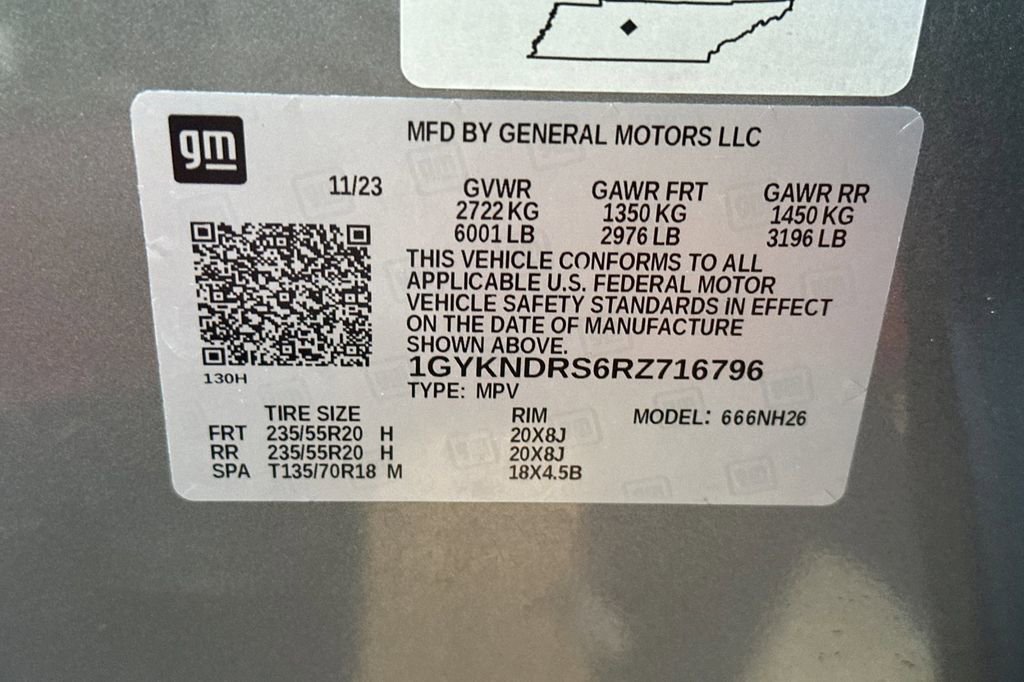 gm
MFD BY GENERAL MOTORS LLC
11/23 GVWR GAWR FRT GAWR RR
2722 KG 1350 KG 1450 KG
6001 LB 2976 LB 3196 LB
THIS VEHICLE CONFORMS TO ALL
APPLICABLE U.S. FEDERAL MOTOR
VEHICLE SAFETY STANDARDS IN EFFECT
ON THE DATE OF MANUFACTURE
SHOWN ABOVE.
1GYKNDRS6RZ716796
130H
TYPE: MPV
TIRE SIZE RIM MODEL: 666NH26
FRT 235/55R20 H 20X8J
RR 235/55R20 H 20X8J
SPA T135/70R18 M 18X4.5B